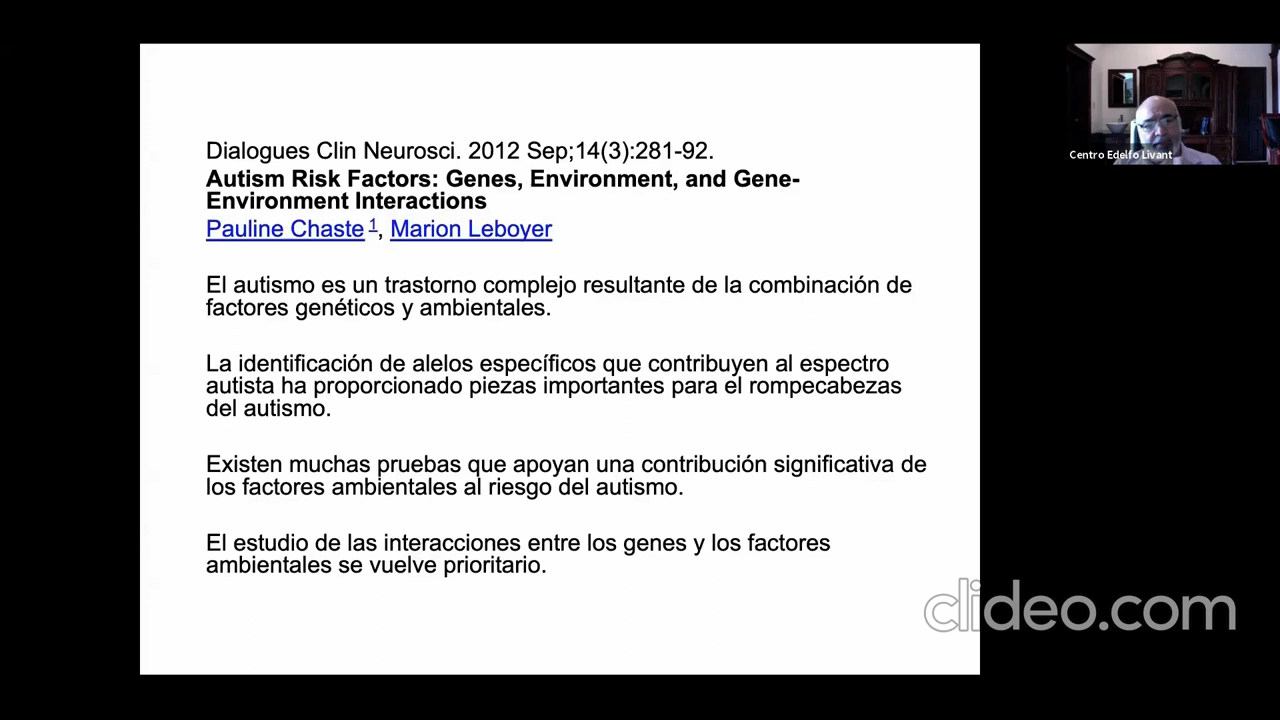 Dialogues Clin Neurosci. 2012 Sep;14(3):281-92.
Autism Risk Factors: Genes, Environment, and Gene-
Environment Interactions
Pauline Chaste 1, Marion Leboyer
El autismo es un trastorno complejo resultante de la combinación de
factores genéticos y ambientales.
La identificación de alelos específicos que contribuyen al espectro
autista ha proporcionado piezas importantes para el rompecabezas
del autismo.
Existen muchas pruebas que apoyan una contribución significativa de
los factores ambientales al riesgo del autismo.
El estudio de las interacciones entre los genes y los factores
ambientales se vuelve prioritario.
Centro Edelfo Livant
clideo.com